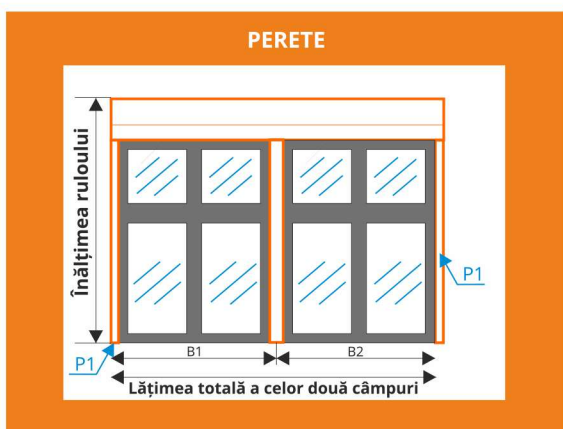 PERETE
Înălțimea ruloului
P1
P1
B1
B2
Lățimea totală a celor două câmpuri